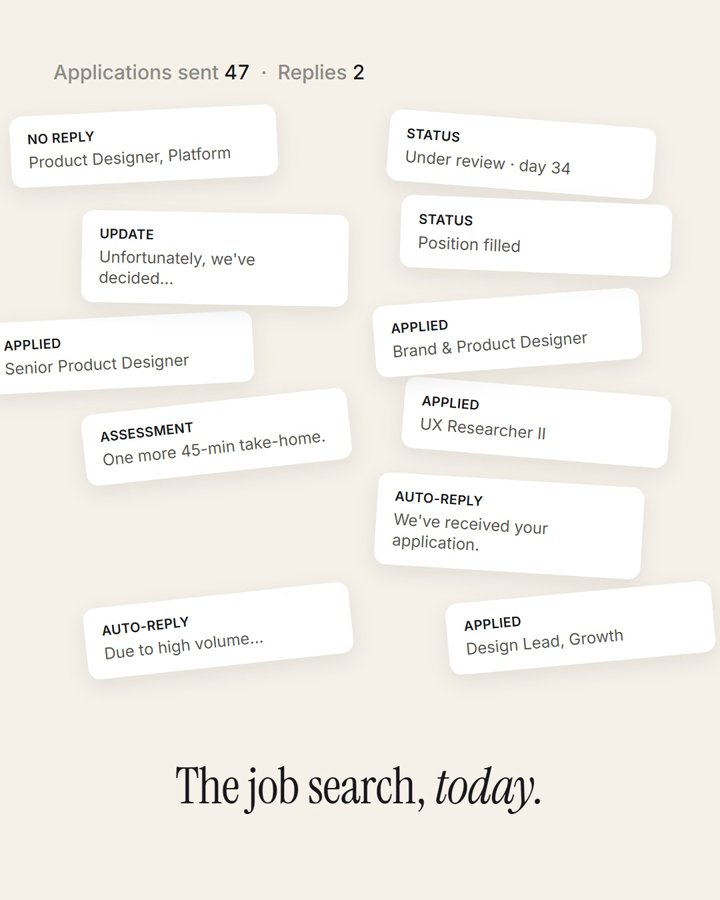 Applications sent 47 · Replies 2
NO REPLY
Product Designer, Platform
STATUS
Under review · day 34
UPDATE
Unfortunately, we've
decided...
STATUS
Position filled
APPLIED
Senior Product Designer
APPLIED
Brand & Product Designer
ASSESSMENT
One more 45-min take-home.
APPLIED
UX Researcher II
AUTO-REPLY
We've received your
application.
AUTO-REPLY
Due to high volume...
APPLIED
Design Lead, Growth
The job search, today.